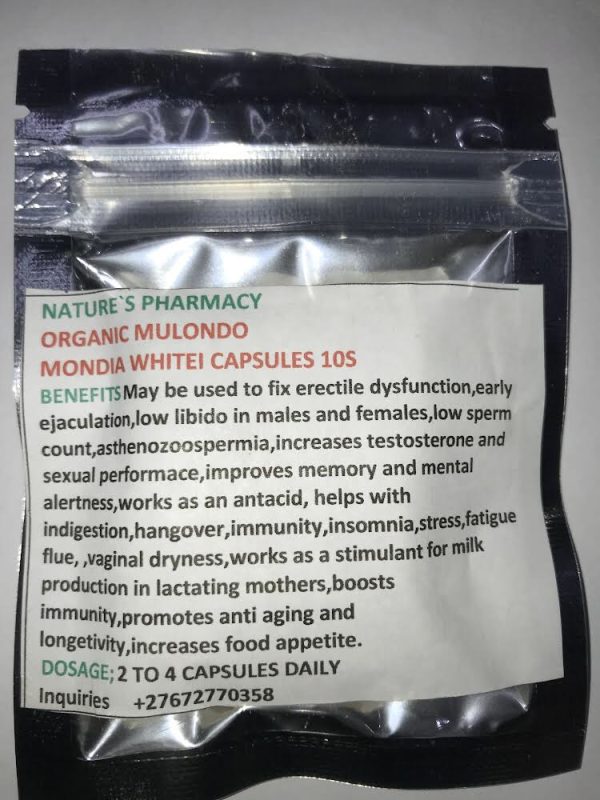 NATURE`S PHARMACY
ORGANIC MULONDO
MONDIA WHITEI CAPSULES 10S
BENEFITS May be used to fix erectile dysfunction,early
ejaculation,low libido in males and females,low sperm
count,asthenozoospermia,increases testosterone and
sexual performace,improves memory and mental
alertness,works as an antacid, helps with
indigestion,hangover,immunity,insomnia,stress,fatigue
flue, ,vaginal dryness,works as a stimulant for milk
production in lactating mothers,boosts
immunity,promotes anti aging and
longetivity,increases food appetite.
DOSAGE; 2 TO 4 CAPSULES DAILY
Inquiries +27672770358